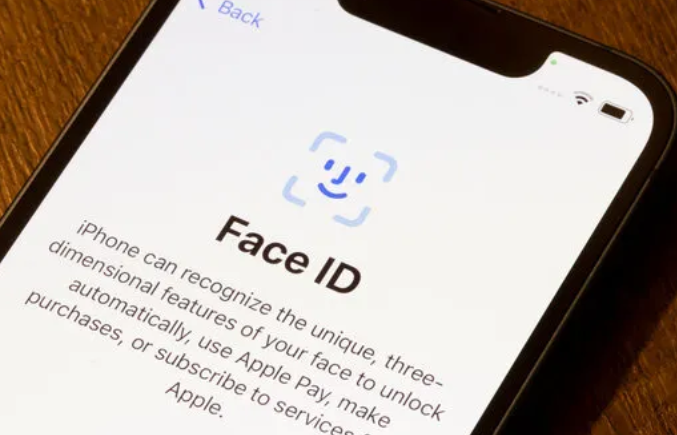 Back
Face ID
iPhone can recognize the unique, three-
dimensional features of your face to unlock
automatically, use Apple Pay, make
purchases, or subscribe to services
Apple.